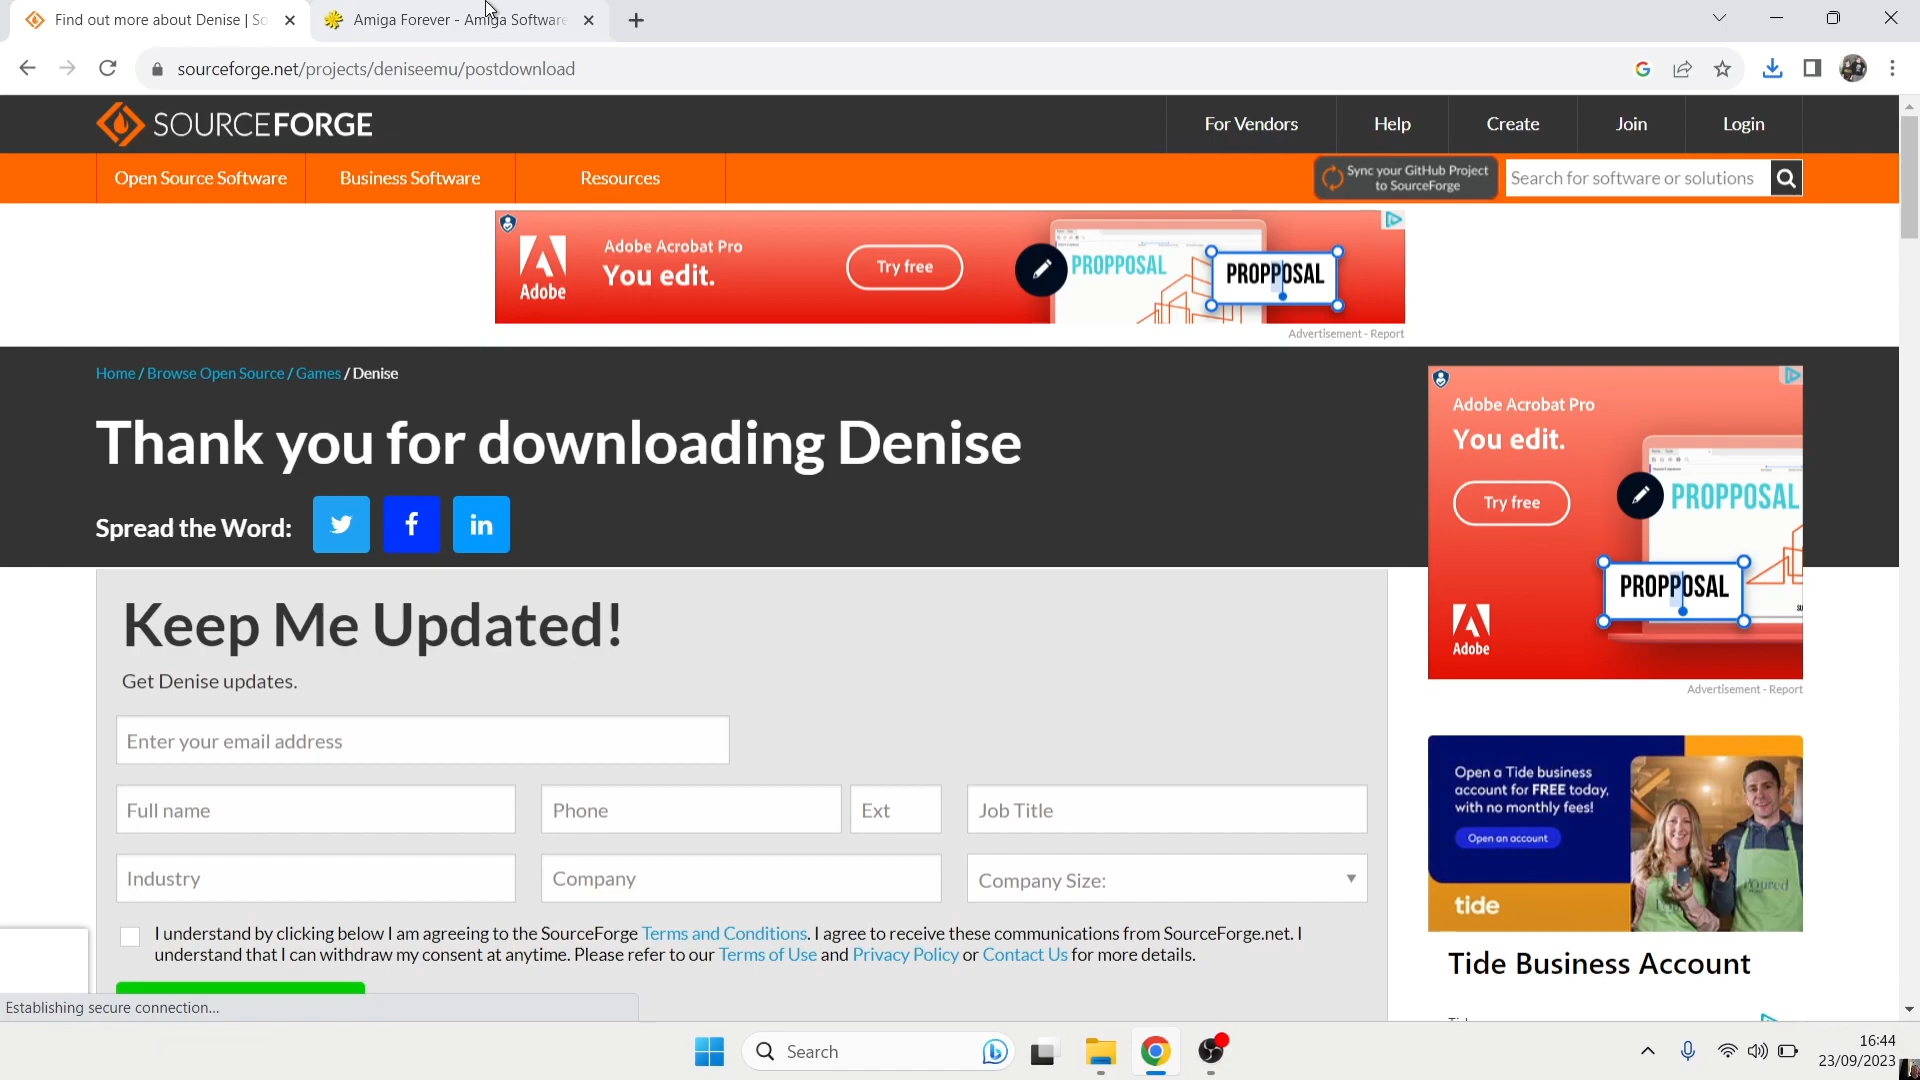 Find out more about Denise | So
Amiga Forever - Amiga Software
sourceforge.net/projects/deniseemu/postdownload
SOURCEFORGE
For Vendors
Help
Create
Join
Login
Open Source Software
Business Software
Resources
Sync your GitHub Project
to SourceForge
Search for software or solutions
Adobe
Adobe Acrobat Pro
You edit.
Try free
PROPPOSAL
PROPPOSAL
Advertisement - Report
Home / Browse Open Source / Games / Denise
Thank you for downloading Denise
Spread the Word:
Adobe Acrobat Pro
You edit.
Try free
PROPPOSAL
PROPPOSAL
Adobe
Advertisement - Report
Keep Me Updated!
Get Denise updates.
Enter your email address
Full name
Phone
Ext
Job Title
Industry
Company
Company Size:
I understand by clicking below I am agreeing to the SourceForge Terms and Conditions. I agree to receive these communications from SourceForge.net. I
understand that I can withdraw my consent at anytime. Please refer to our Terms of Use and Privacy Policy or Contact Us for more details.
Open a Tide business
account for FREE today,
with no monthly fees!
Open an account
tide
Poured
Tide Business Account
Establishing secure connection...
Search
16:44
23/09/2023